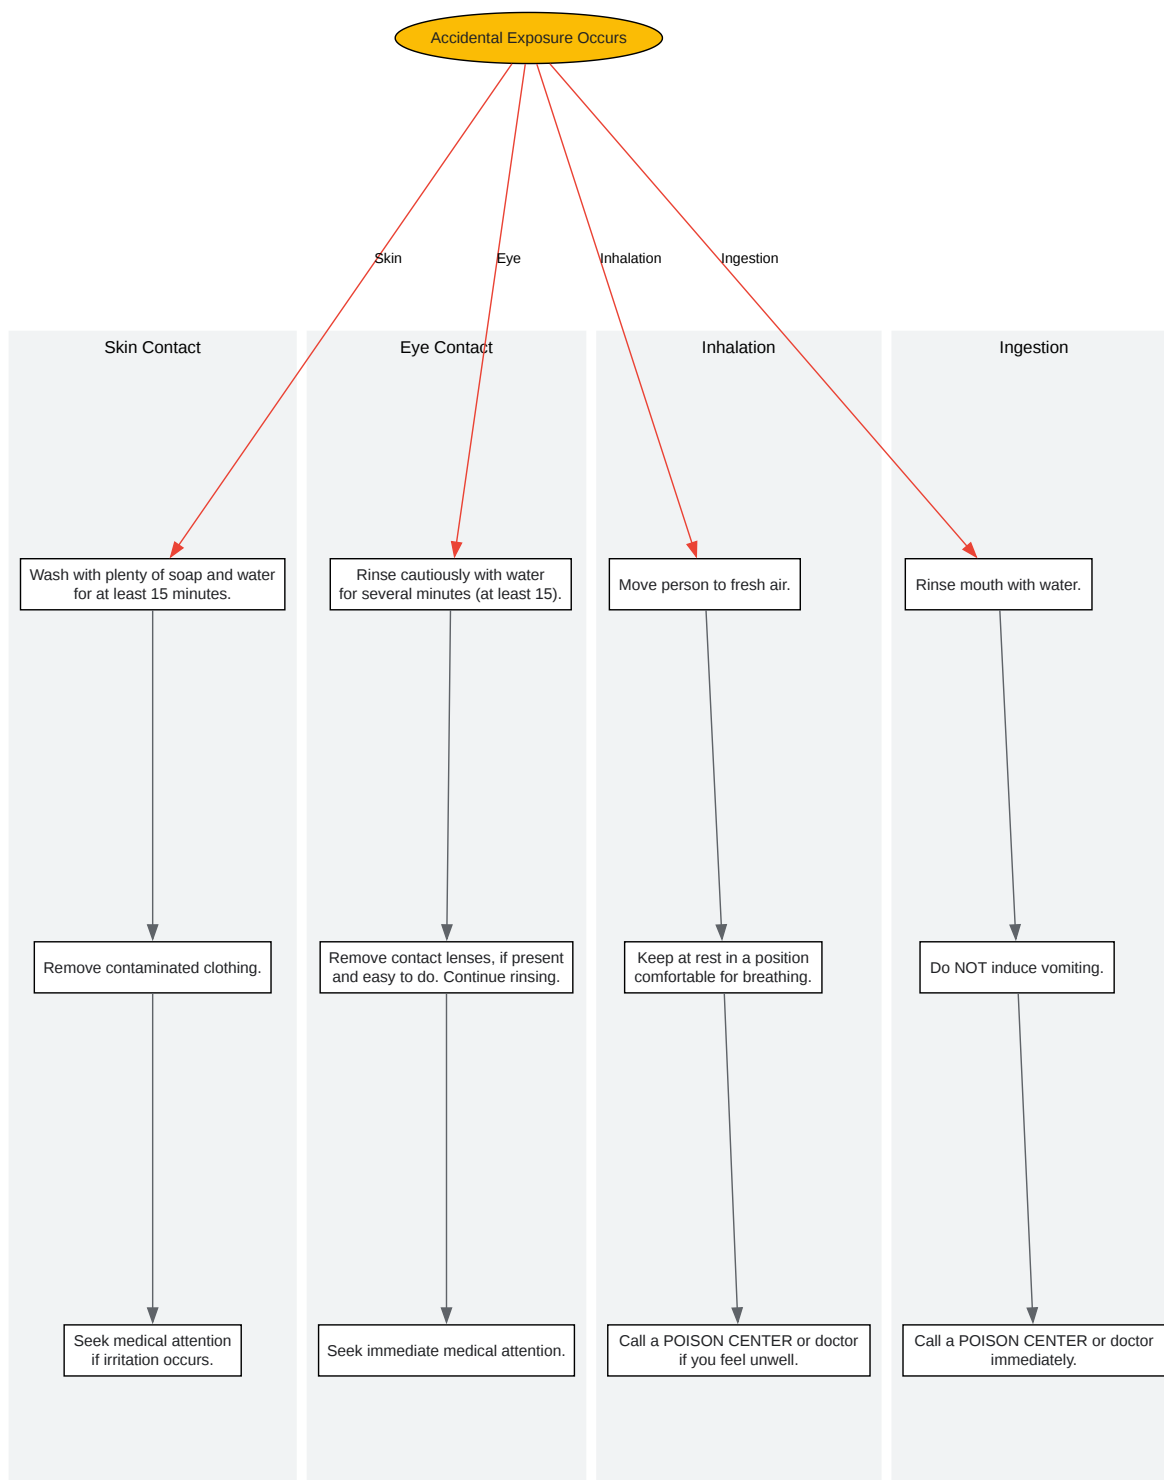 Accidental Exposure Occurs
Skin
Eye
Inhalation
Ingestion
Skin Contact
Eye Contact
Inhalation
Ingestion
Wash with plenty of soap and water
for at least 15 minutes.
Rinse cautiously with water
for several minutes (at least 15).
Move person to fresh air.
Rinse mouth with water.
Remove contaminated clothing.
Remove contact lenses, if present
and easy to do. Continue rinsing.
Keep at rest in a position
comfortable for breathing.
Do NOT induce vomiting.
Seek medical attention
if irritation occurs.
Seek immediate medical attention.
Call a POISON CENTER or doctor
if you feel unwell.
Call a POISON CENTER or doctor
immediately.